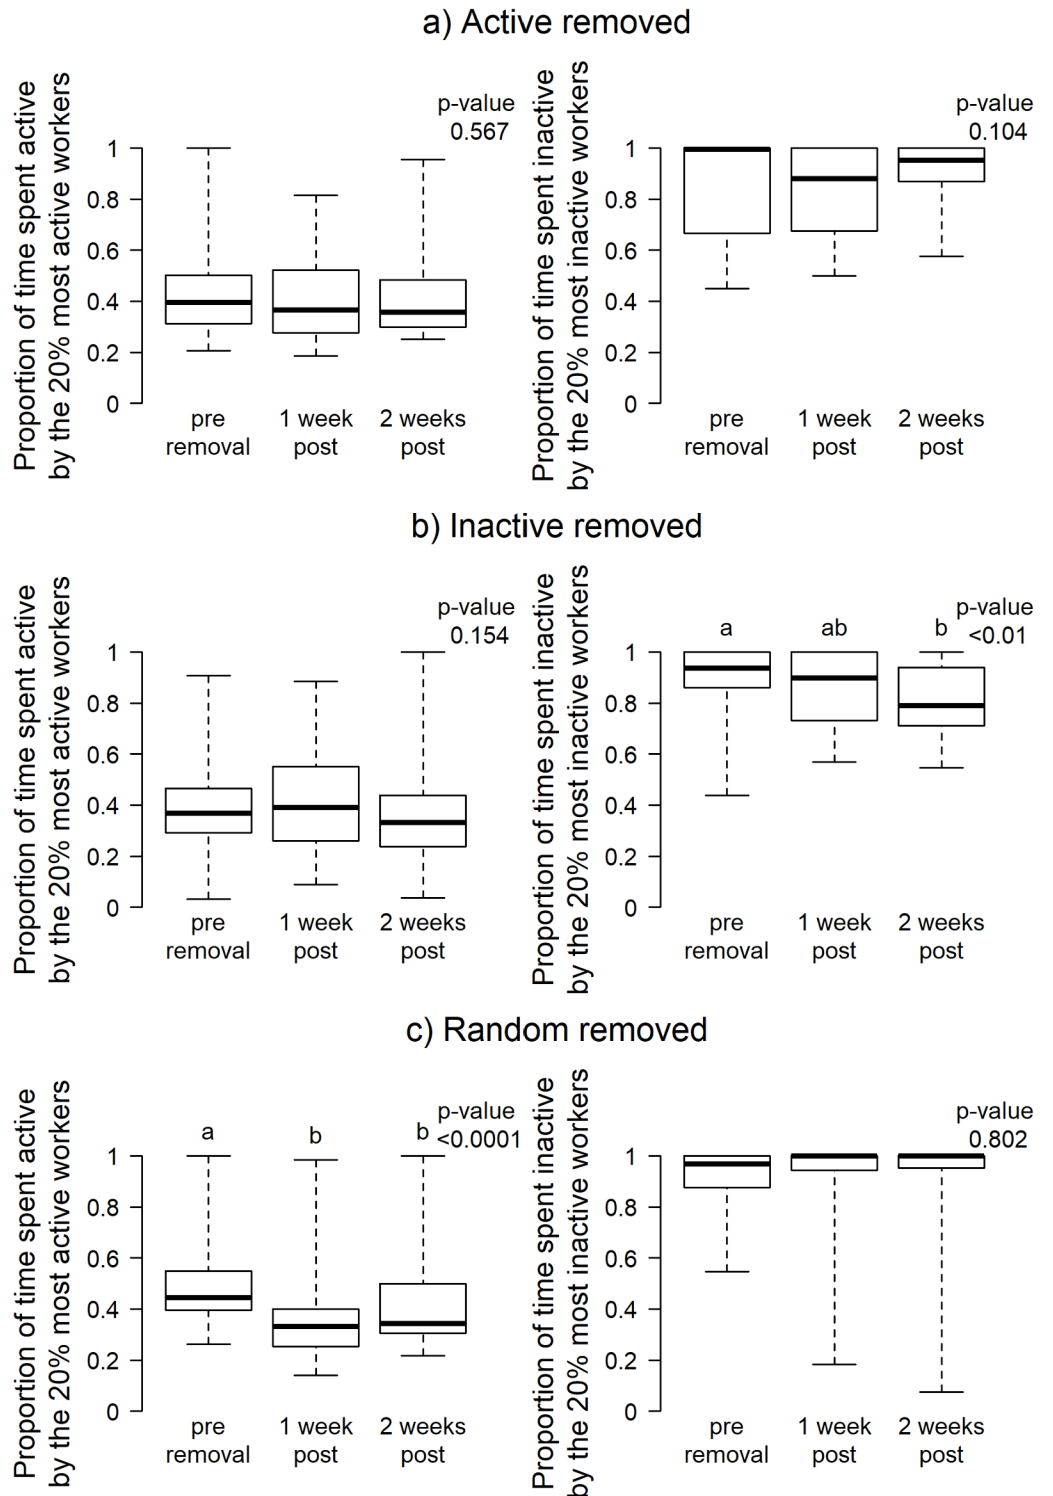 a) Active removed
Proportion of time spent active
by the 20% most active workers
p-value
0.567
1
0.8
0.6
0.4
0.2
0
pre
removal
1 week
post
2 weeks
post
Proportion of time spent inactive
by the 20% most inactive workers
p-value
0.104
1
0.8
0.6
0.4
0.2
0
pre
removal
1 week
post
2 weeks
post
b) Inactive removed
Proportion of time spent active
by the 20% most active workers
p-value
0.154
1
0.8
0.6
0.4
0.2
0
pre
removal
1 week
post
2 weeks
post
Proportion of time spent inactive
by the 20% most inactive workers
p-value
<0.01
a ab b
1
0.8
0.6
0.4
0.2
0
pre
removal
1 week
post
2 weeks
post
c) Random removed
Proportion of time spent active
by the 20% most active workers
p-value
<0.0001
a b b
1
0.8
0.6
0.4
0.2
0
pre
removal
1 week
post
2 weeks
post
Proportion of time spent inactive
by the 20% most inactive workers
p-value
0.802
1
0.8
0.6
0.4
0.2
0
pre
removal
1 week
post
2 weeks
post